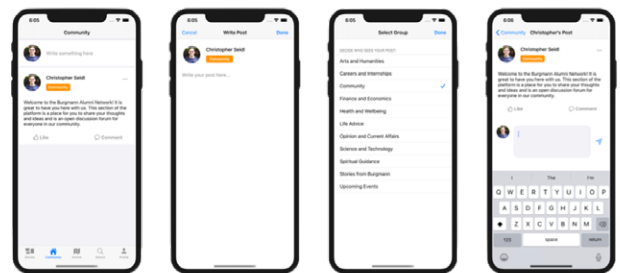 6:05
Community
Write something here
Christopher Seidl
Community
Welcome to the Burgmann Alumni Network! It is
great to have you here with us. This section of the
platform is a place for you to share your thoughts
and ideas and is an open discussion forum for
everyone in our community.
Like
Comment
6:05
Cancel
Write Post
Done
Christopher Seidl
Community
Write your post here...
6:05
Select Group
Done
DECIDE WHO SEES YOUR POST
Arts and Humanities
Careers and Internships
Community
Finance and Economics
Health and Wellbeing
Life Advice
Opinion and Current Affairs
Science and Technology
Spiritual Guidance
Stories from Burgmann
Upcoming Events
6:06
Community
Christopher's Post
Christopher Seidl
Community
Welcome to the Burgmann Alumni Network! It is
great to have you here with us. This section of the
platform is a place for you to share your thoughts
and ideas and is an open discussion forum for
everyone in our community.
Like
Comment
I The I'm
Q W E R T Y U I O P
A S D F G H J K L
Z X C V B N M
123 space return